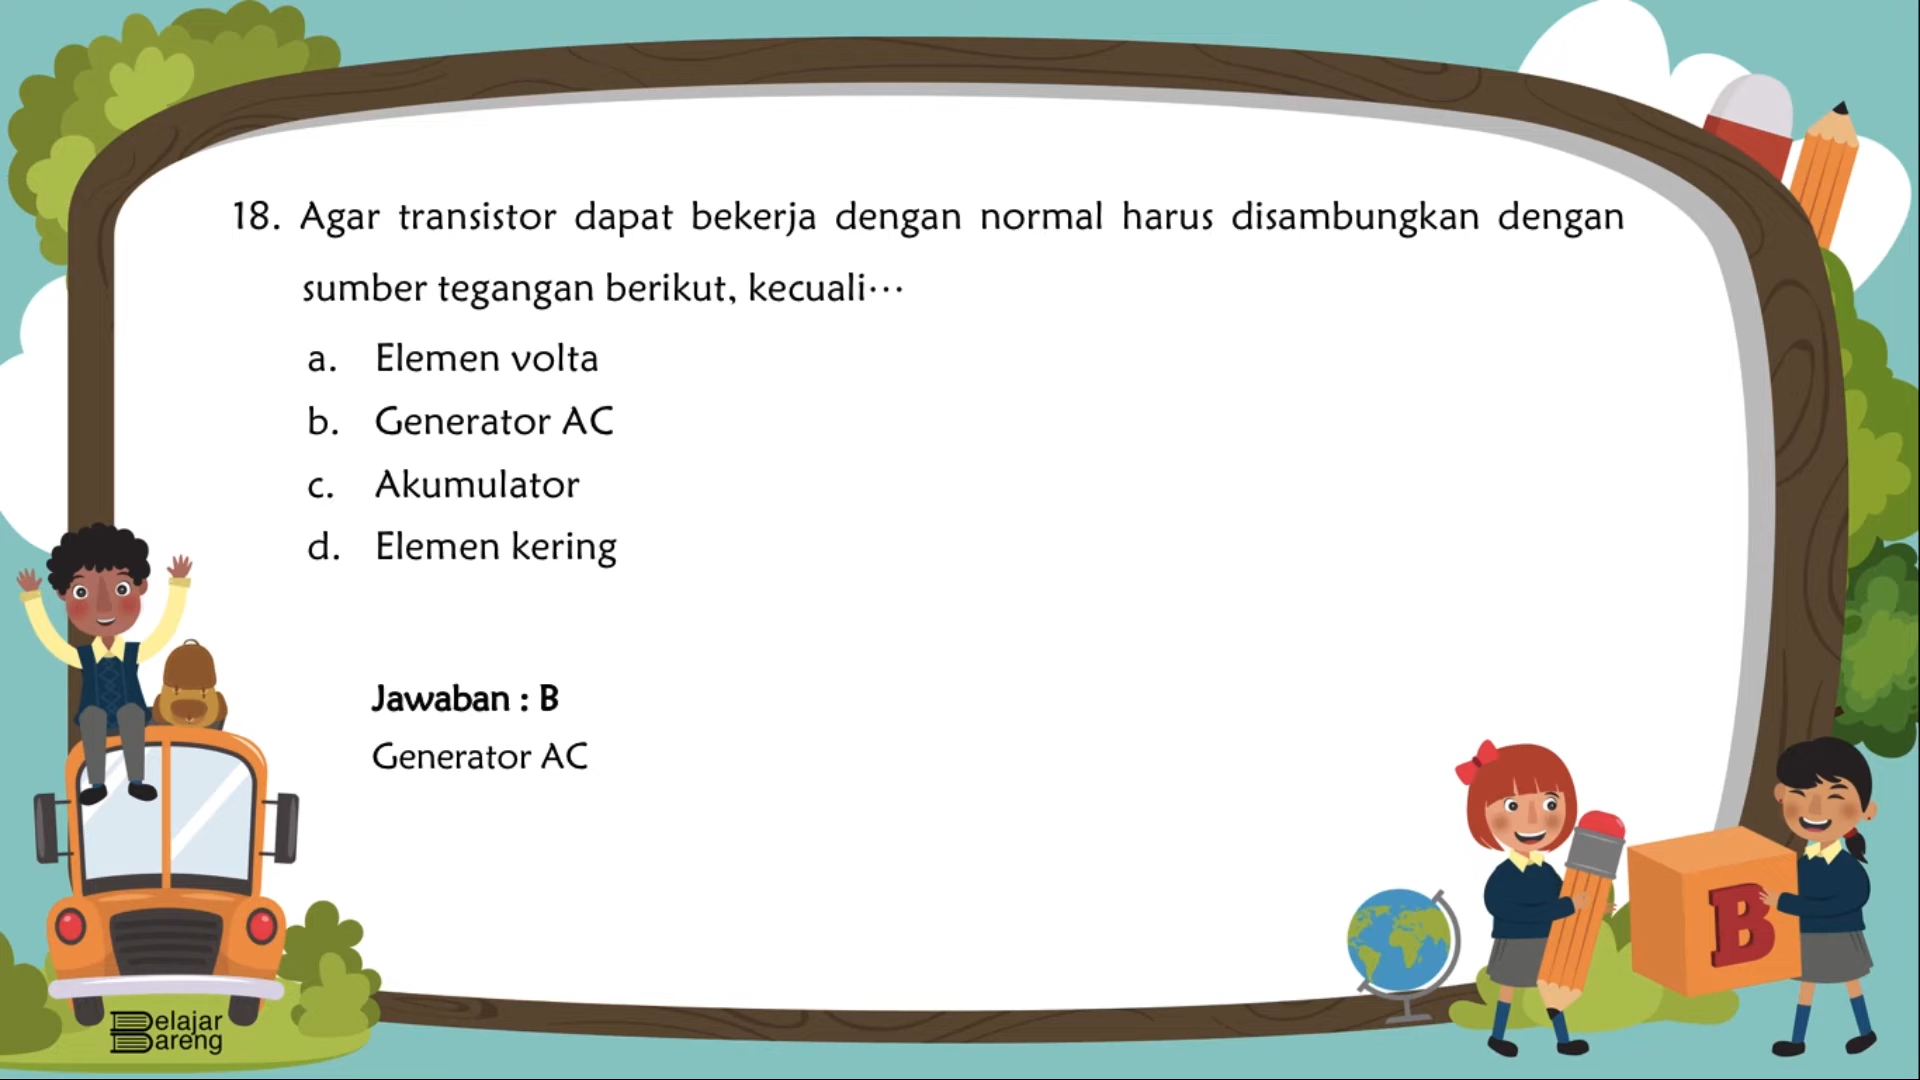 18. Agar transistor dapat bekerja dengan normal harus disambungkan dengan
sumber tegangan berikut, kecuali…
a. Elemen volta
b. Generator AC
c. Akumulator
d. Elemen kering
Jawaban : B
Generator AC
B
Belajar
Bareng